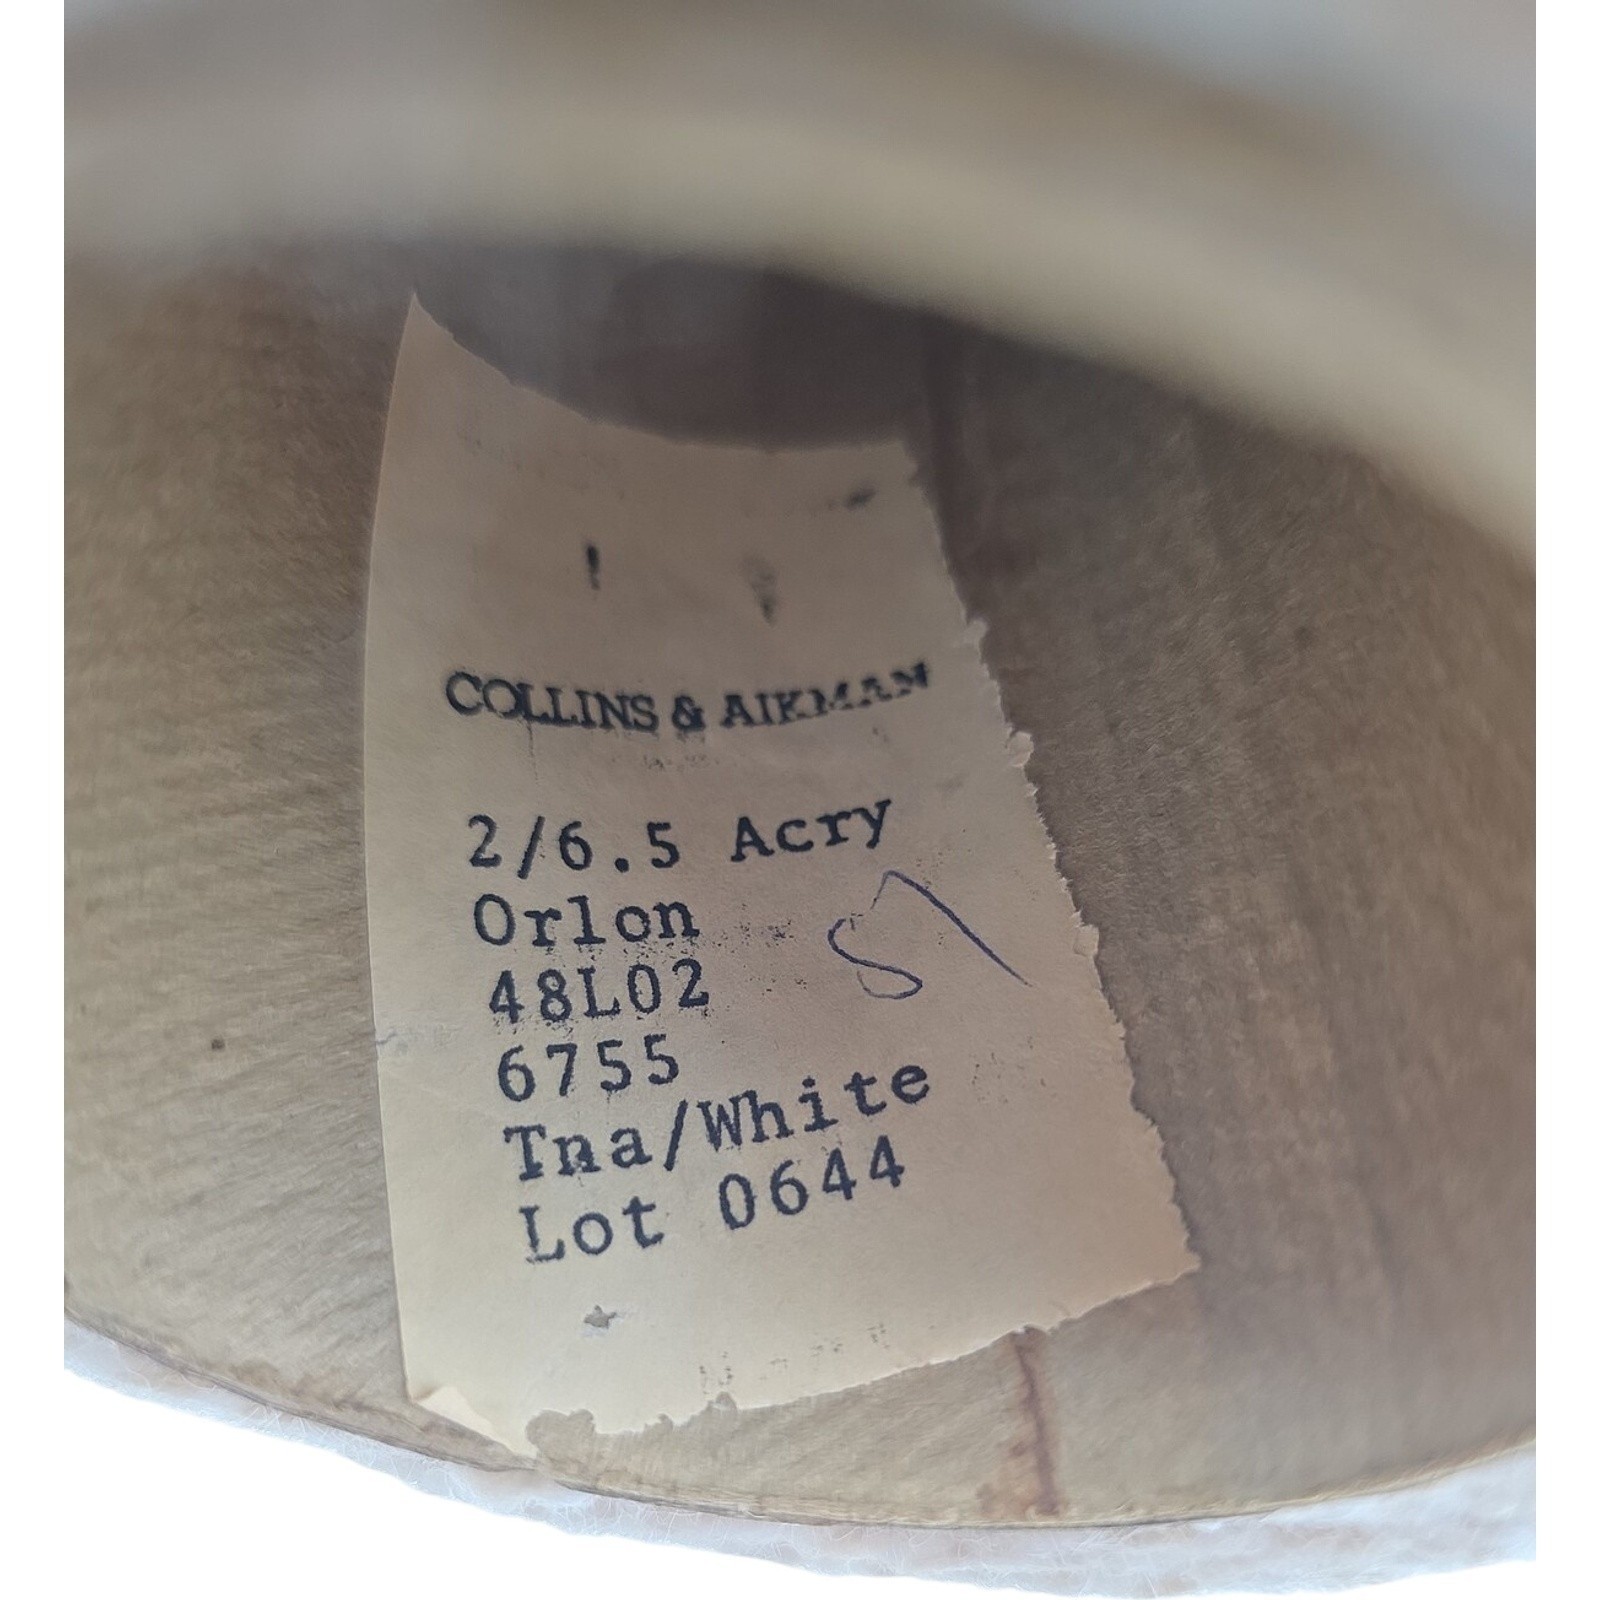 COLLINS & AIKMAN
2/6.5 Acry
Orlon
48L02
6755
Tna/White
Lot 0644